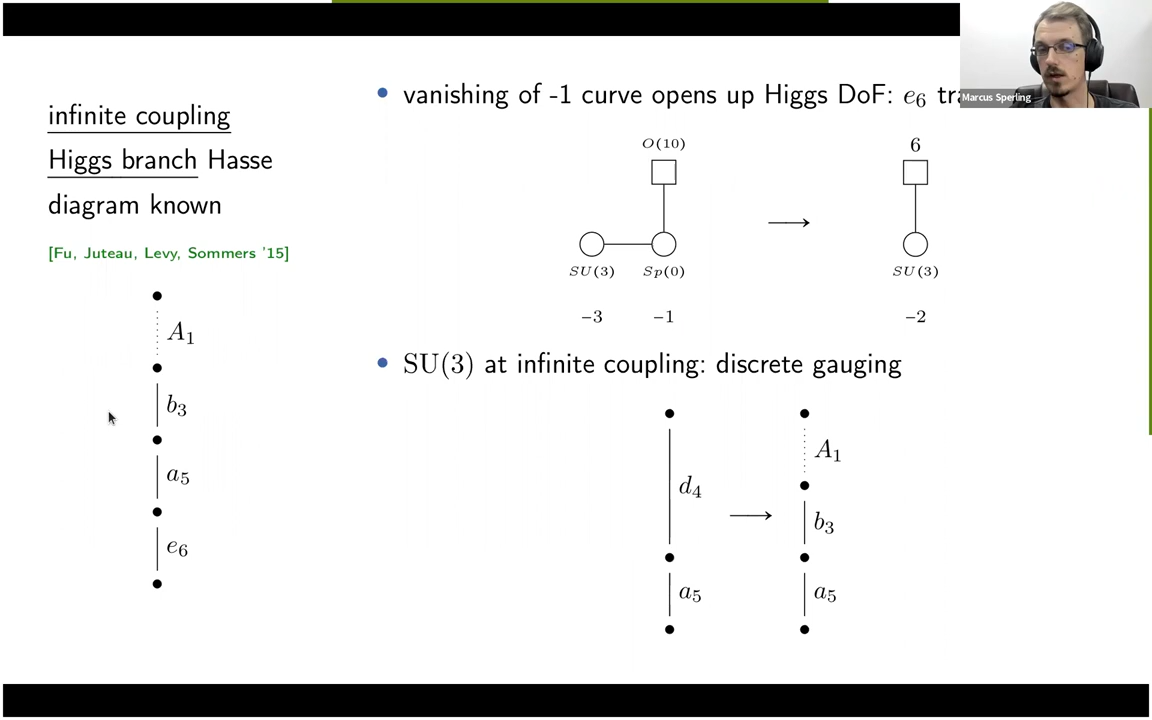 infinite coupling
Higgs branch Hasse
diagram known
[Fu, Juteau, Levy, Sommers '15]
A₁
b₃
a₅
e₆
• vanishing of -1 curve opens up Higgs DoF: e₆
Marcus Sperling
O(10)
6
SU(3)
Sp(0)
SU(3)
−3
−1
−2
• SU(3) at infinite coupling: discrete gauging
d₄
a₅
A₁
b₃
a₅